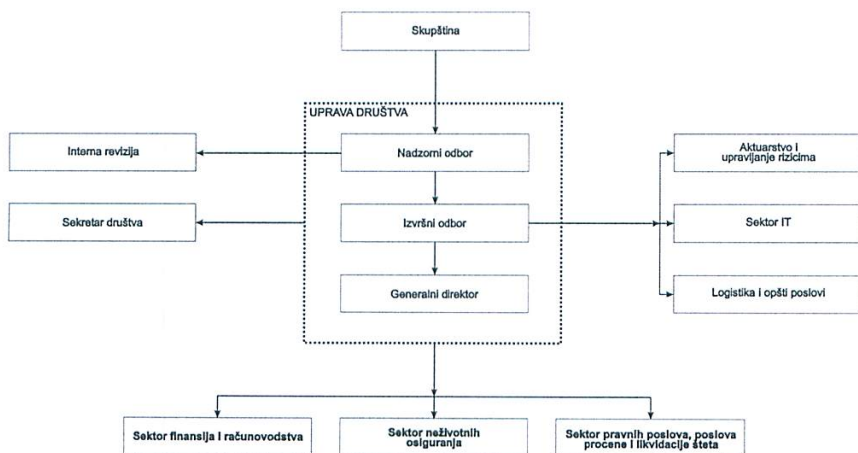 Skupština
UPRAVA DRUŠTVA
Interna revizija
Nadzorni odbor
Aktuarstvo i
upravljanje rizicima
Sekretar društva
Izvršni odbor
Sektor IT
Generalni direktor
Logistika i opšti poslovi
Sektor finansija i računovodstva
Sektor neživotnih
osiguranja
Sektor pravnih poslova, poslova
procene i likvidacije šteta